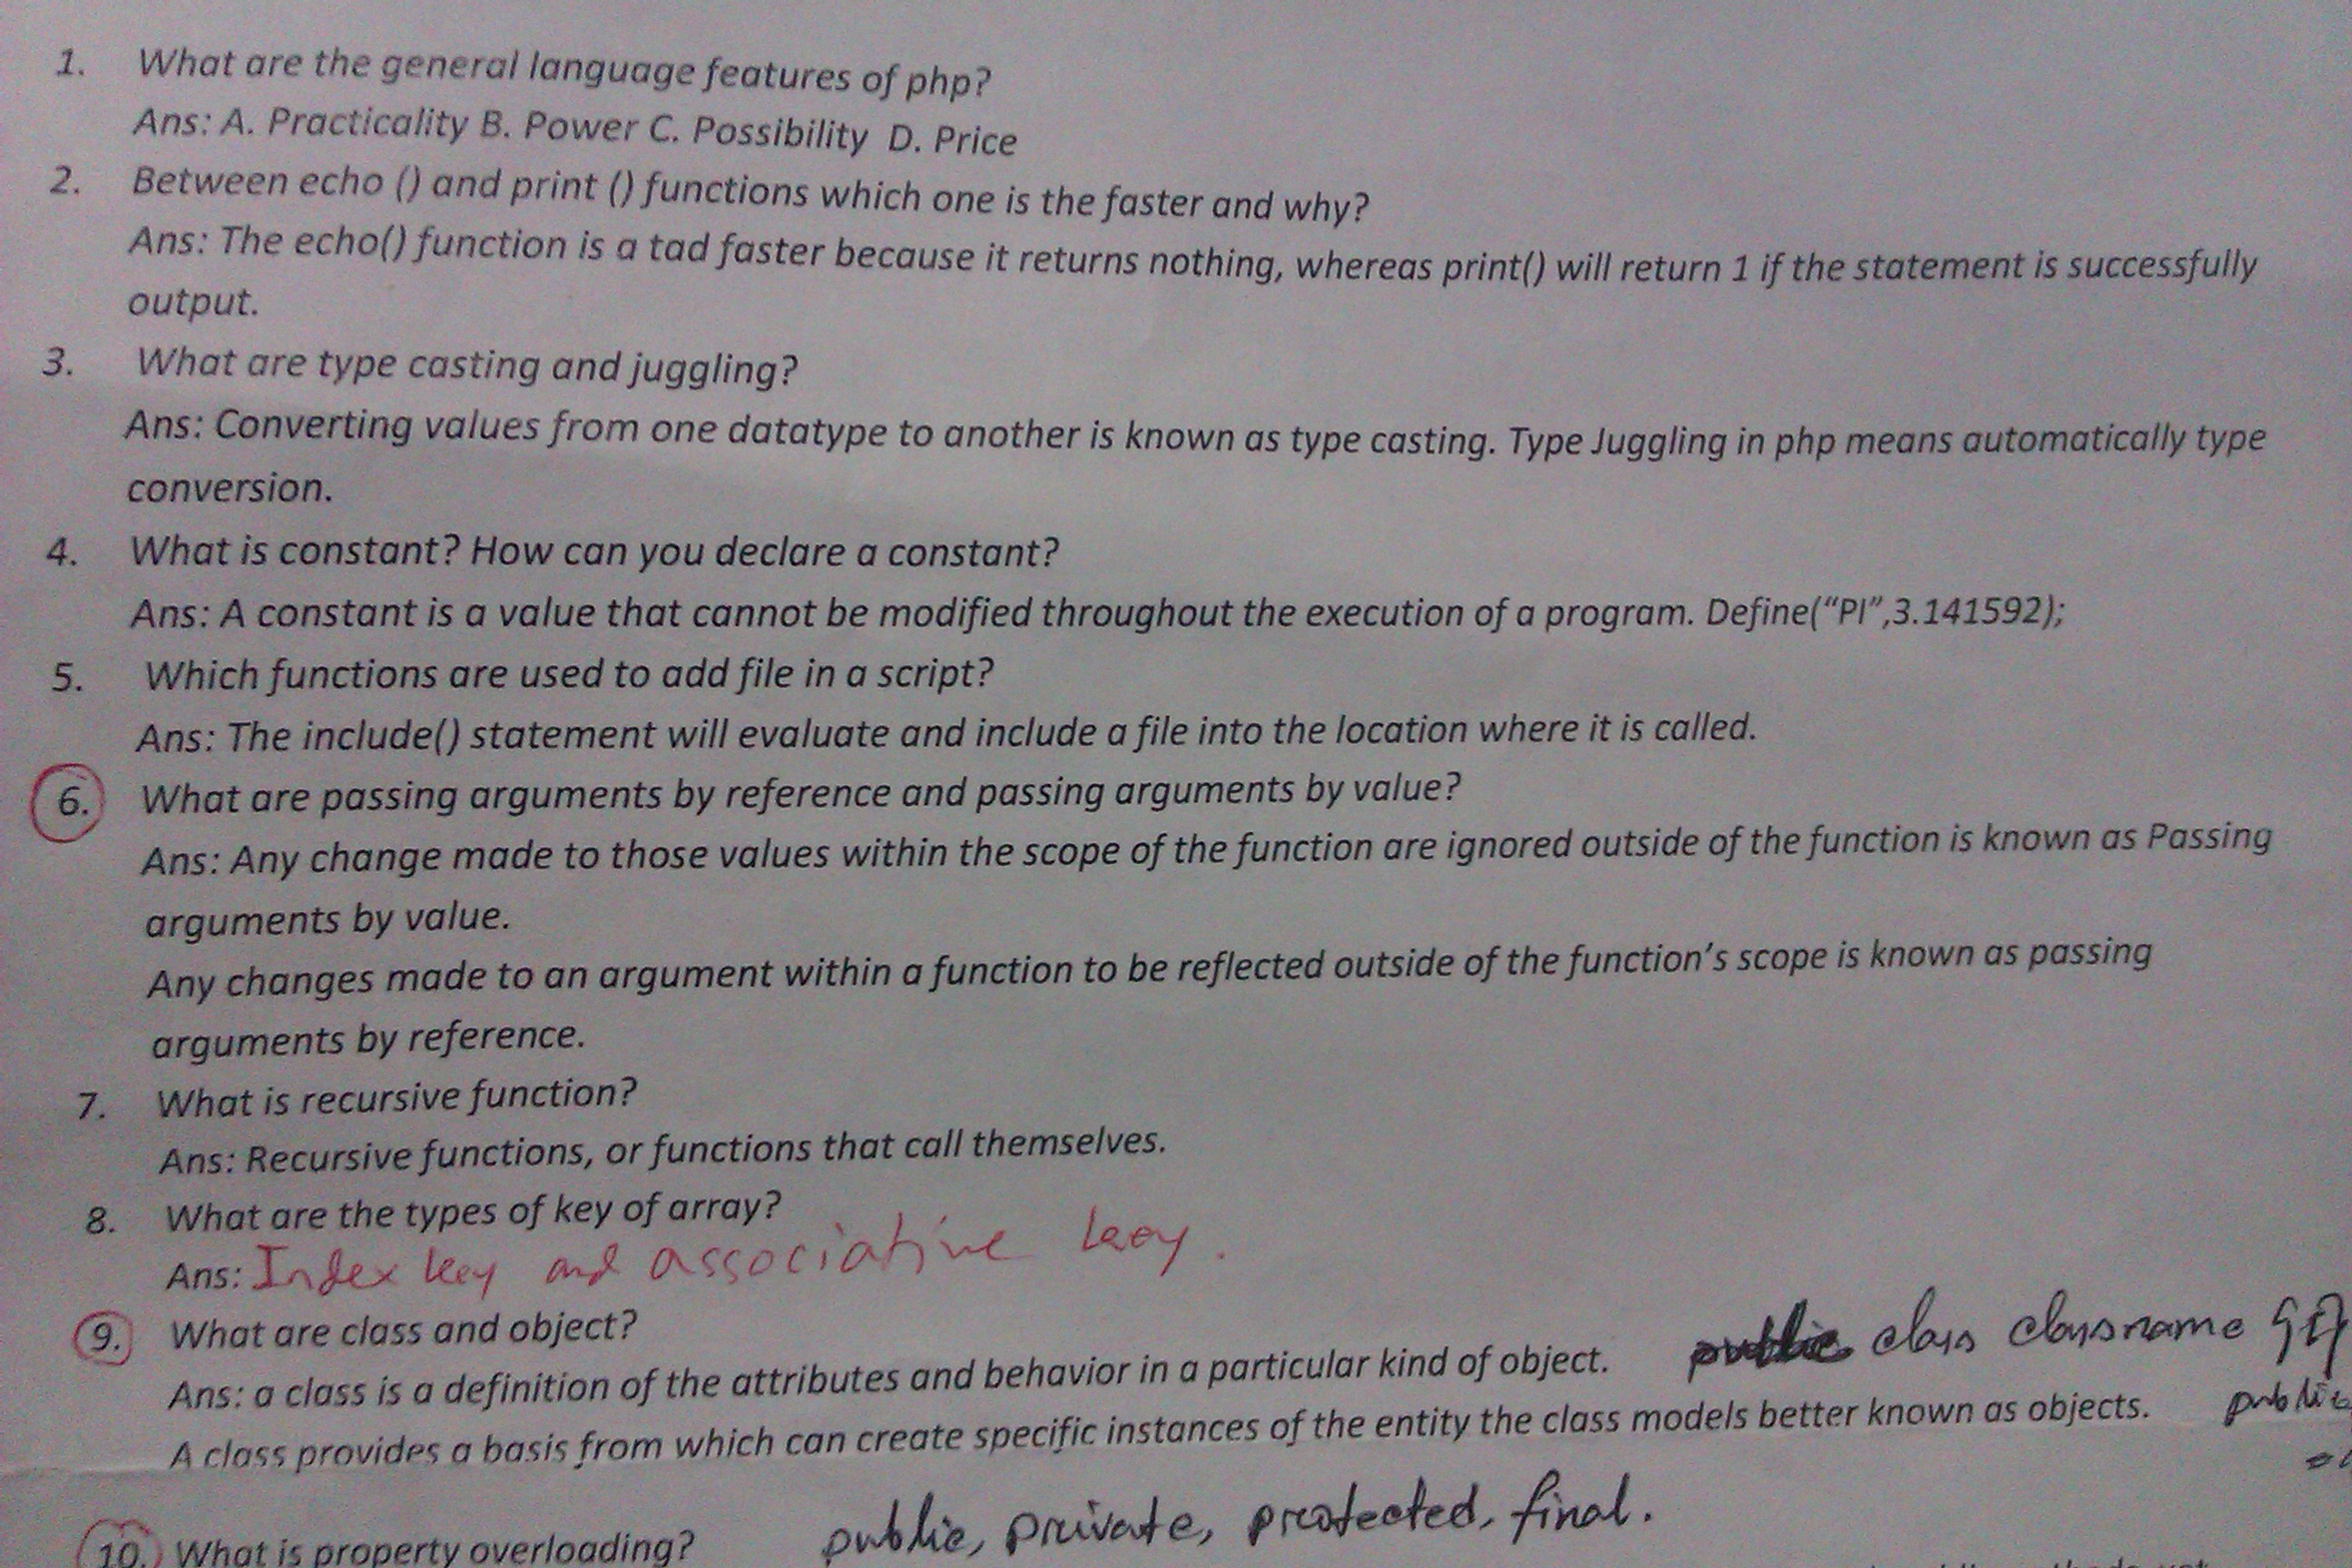 1. What are the general language features of php?
Ans: A. Practicality B. Power C. Possibility D. Price
2. Between echo () and print () functions which one is the faster and why?
Ans: The echo() function is a tad faster because it returns nothing, whereas print() will return 1 if the statement is successfully
output.
3. What are type casting and juggling?
Ans: Converting values from one datatype to another is known as type casting. Type Juggling in php means automatically type
conversion.
4. What is constant? How can you declare a constant?
Ans: A constant is a value that cannot be modified throughout the execution of a program. Define(“PI”,3.141592);
5. Which functions are used to add file in a script?
Ans: The include() statement will evaluate and include a file into the location where it is called.
6. What are passing arguments by reference and passing arguments by value?
Ans: Any change made to those values within the scope of the function are ignored outside of the function is known as Passing
arguments by value.
Any changes made to an argument within a function to be reflected outside of the function’s scope is known as passing
arguments by reference.
7. What is recursive function?
Ans: Recursive functions, or functions that call themselves.
8. What are the types of key of array?
Ans: Index key and associative key.
9. What are class and object?
class classname
Ans: a class is a definition of the attributes and behavior in a particular kind of object.
public
A class provides a basis from which can create specific instances of the entity the class models better known as objects.
public, private, protected, final.
10. What is property overloading?